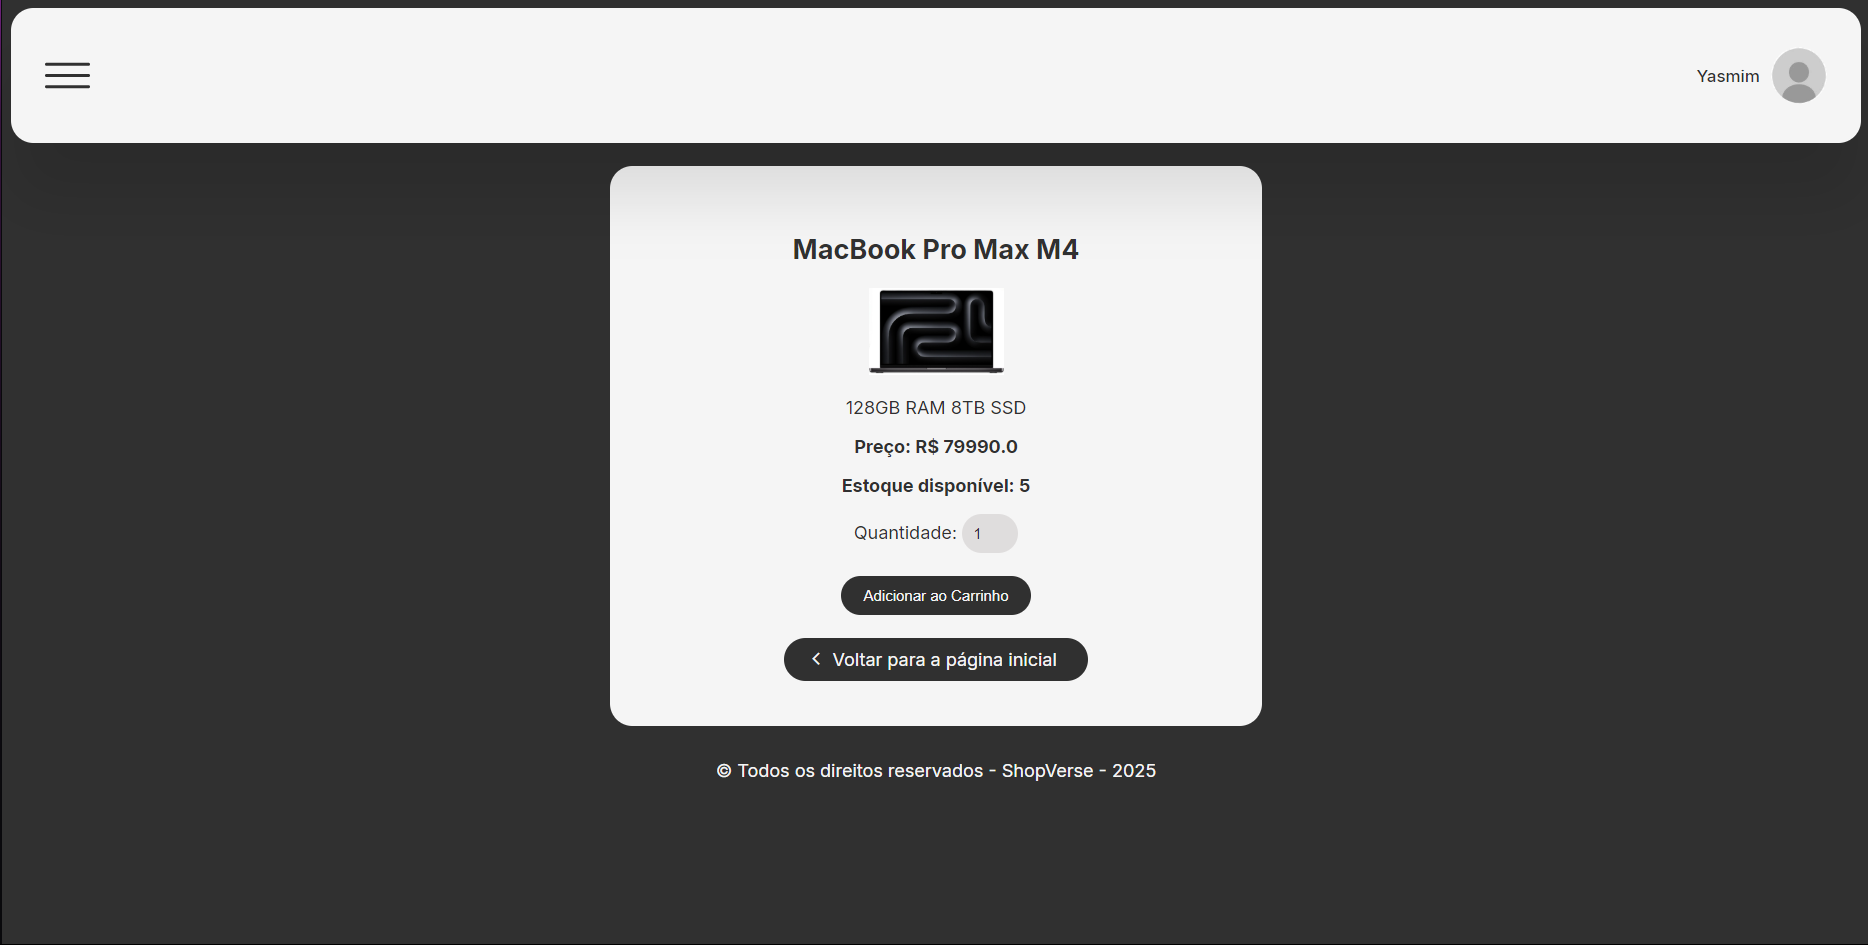 Yasmim
MacBook Pro Max M4
128GB RAM 8TB SSD
Preço: R$ 79990.0
Estoque disponível: 5
Quantidade: 1
Adicionar ao Carrinho
Voltar para a página inicial
© Todos os direitos reservados - ShopVerse - 2025